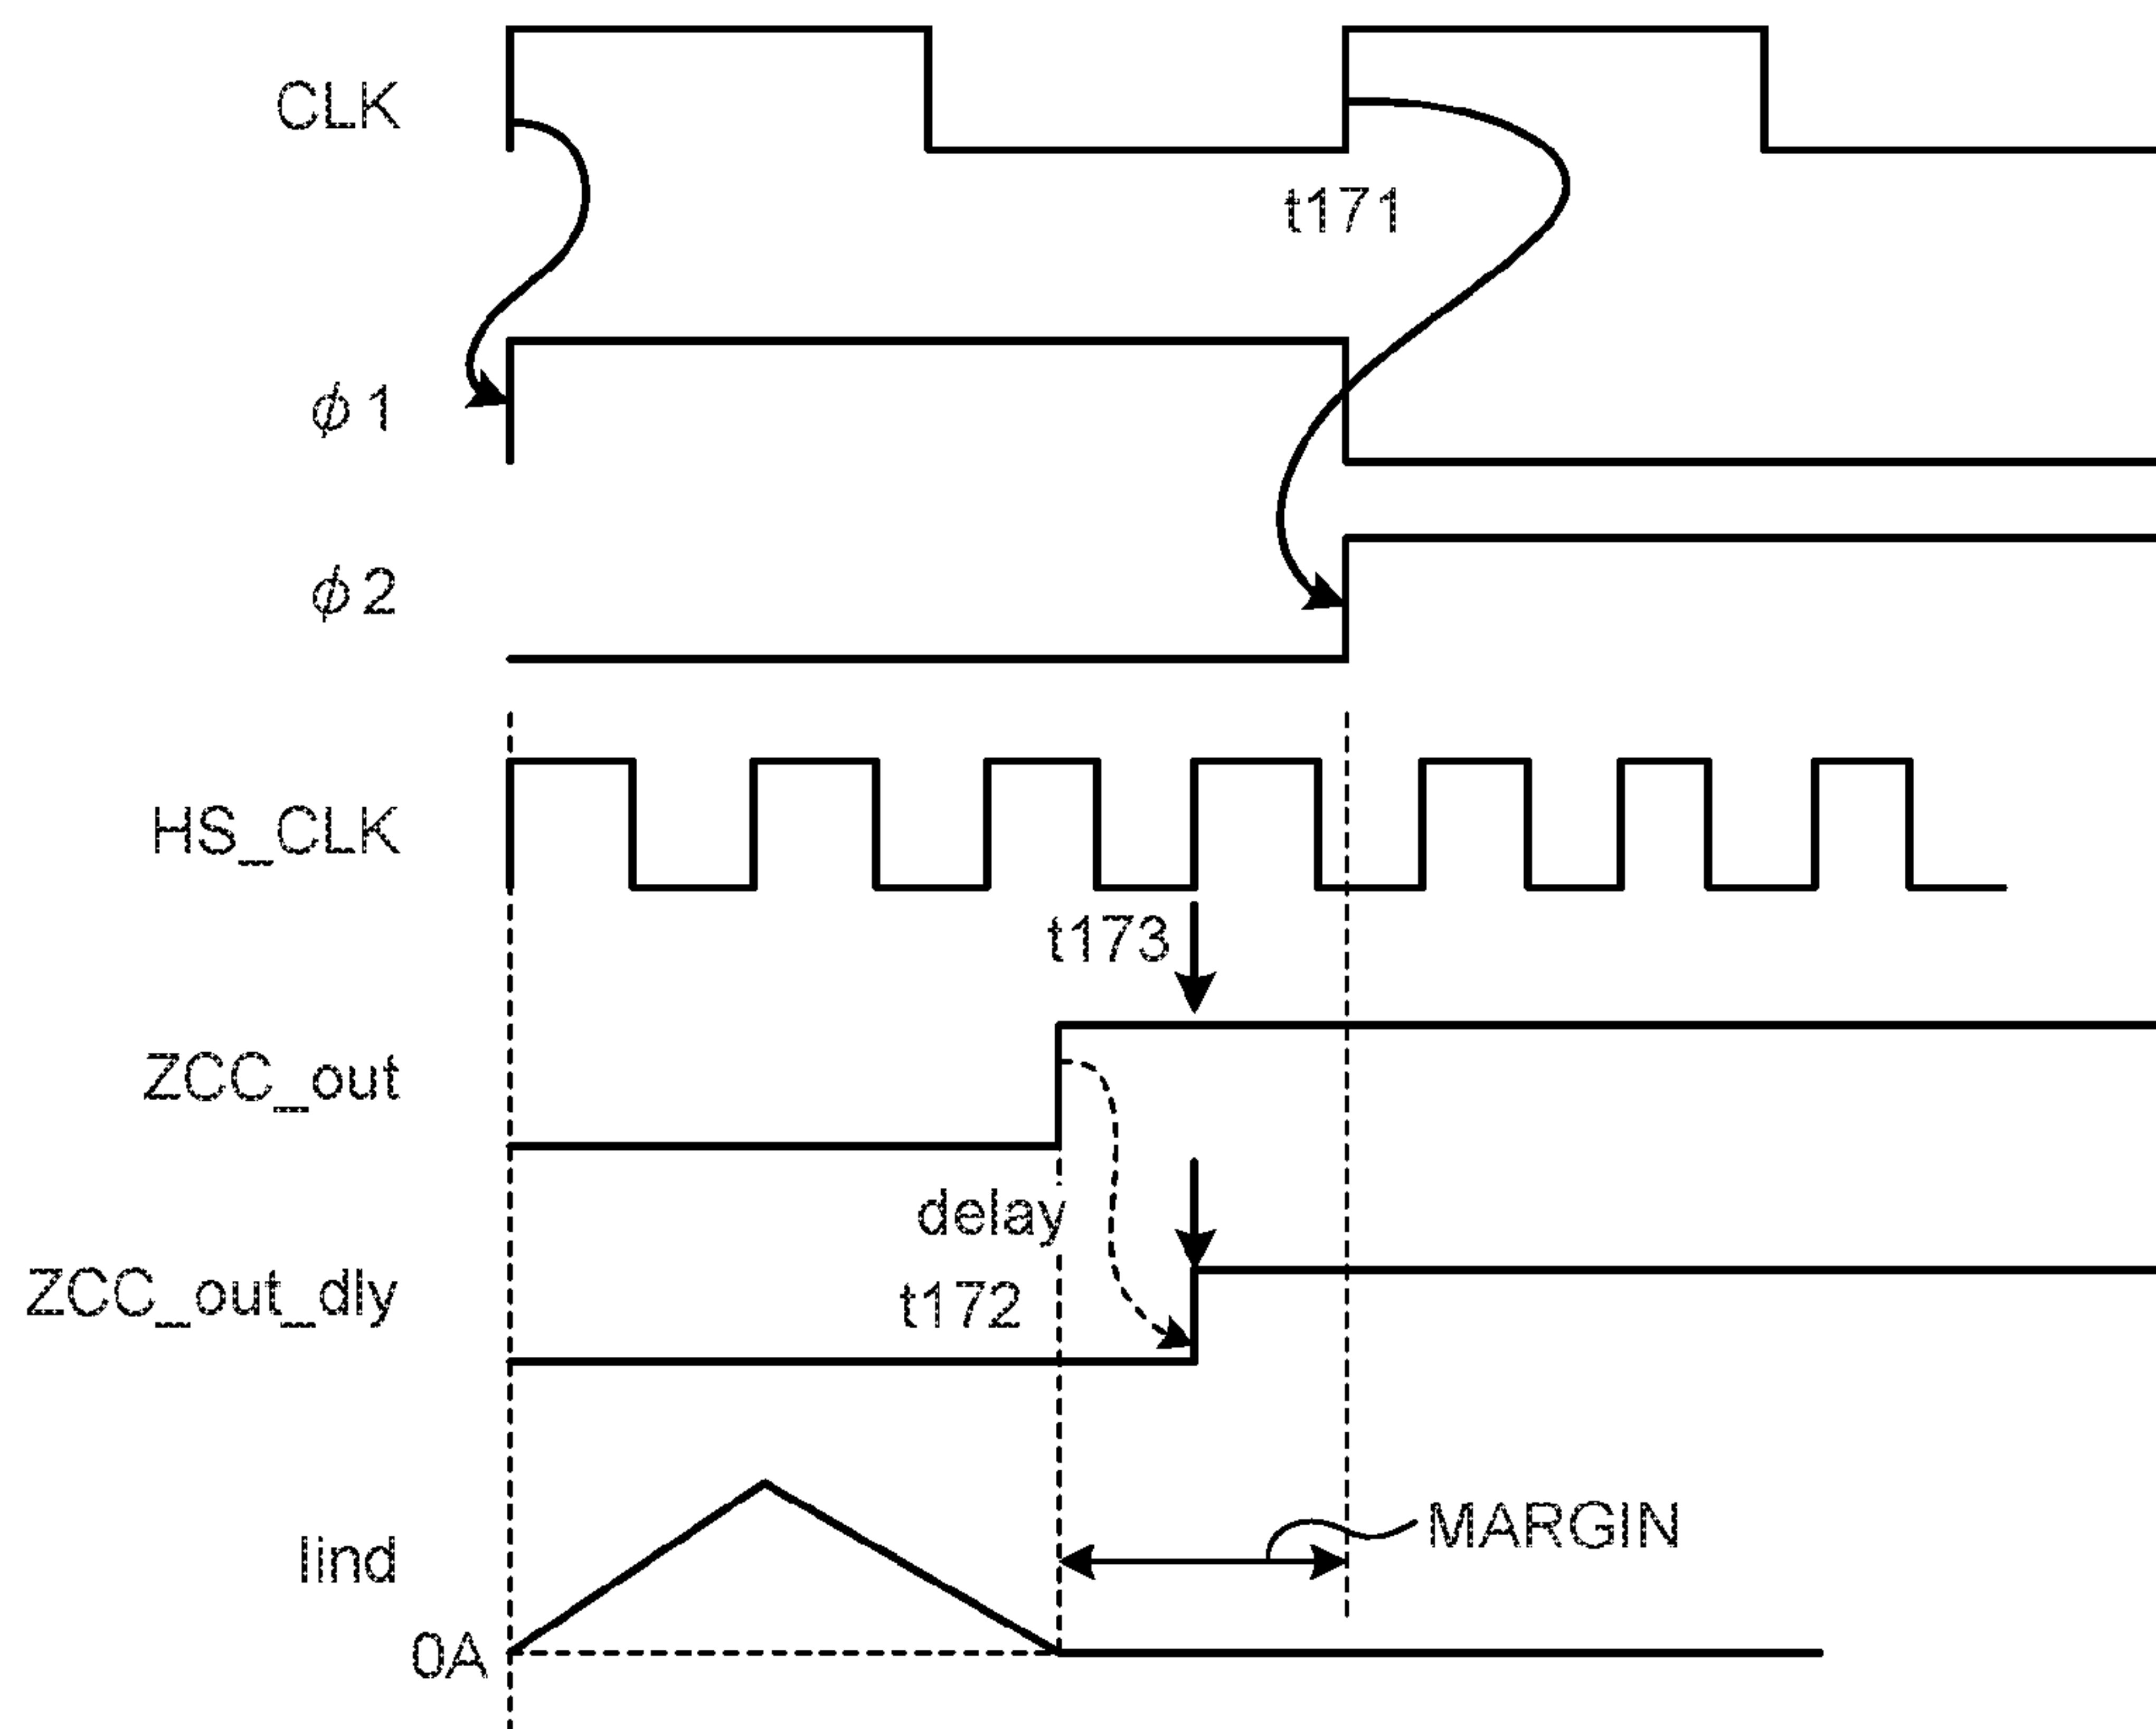 CLK
t171
ϕ1
ϕ2
HS_CLK
t173
ZCC_out
delay
ZCC_out_dly
t172
Iind
MARGIN
0A